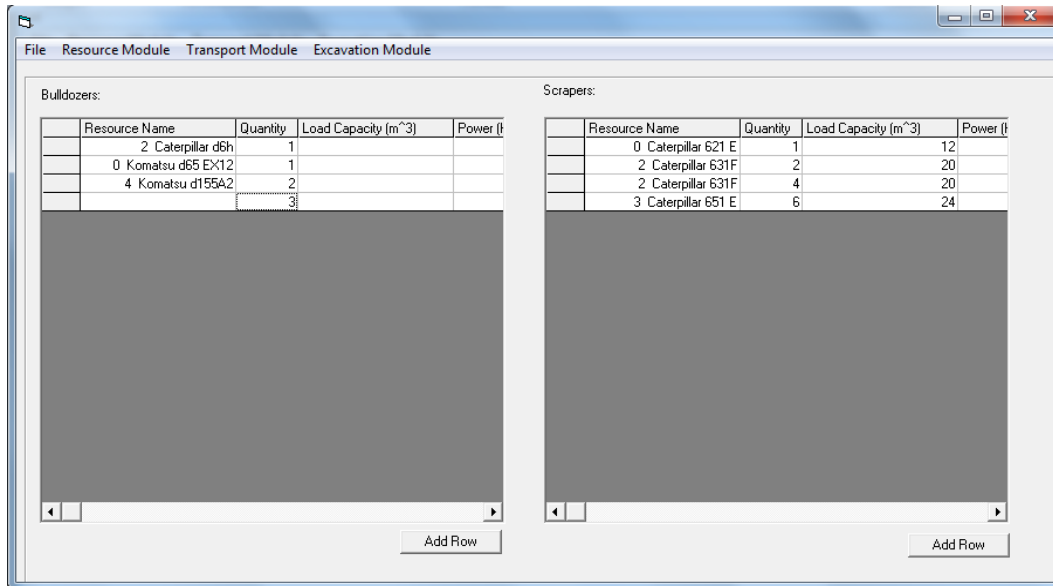 File Resource Module Transport Module Excavation Module
Bulldozers:
Resource Name Quantity Load Capacity (m^3) Power (
2 Caterpillar d6h 1
0 Komatsu d65 EX12 1
4 Komatsu d155A2 2
3
Add Row
Scrapers:
Resource Name Quantity Load Capacity (m^3) Power (
0 Caterpillar 621 E 1 12
2 Caterpillar 631F 2 20
2 Caterpillar 631F 4 20
3 Caterpillar 651 E 6 24
Add Row